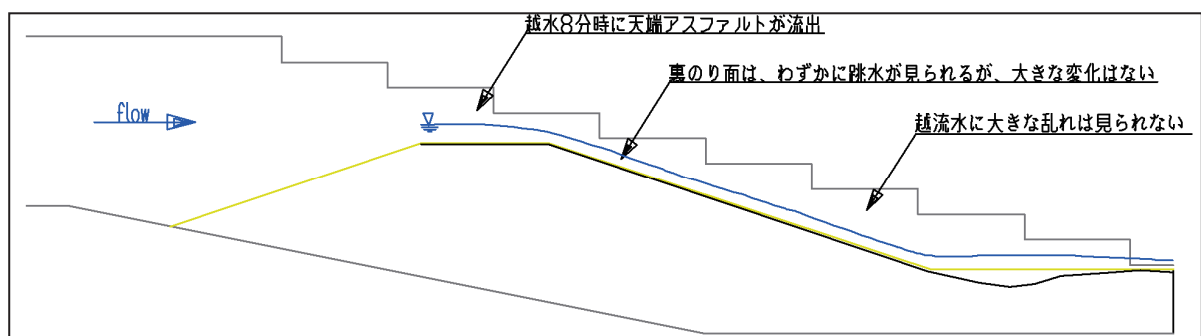 越水8分時に天端アスファルトが流出
裏のり面は、わずかに跳水が見られるが、大きな変化はない
flow
越流水に大きな乱れは見られない